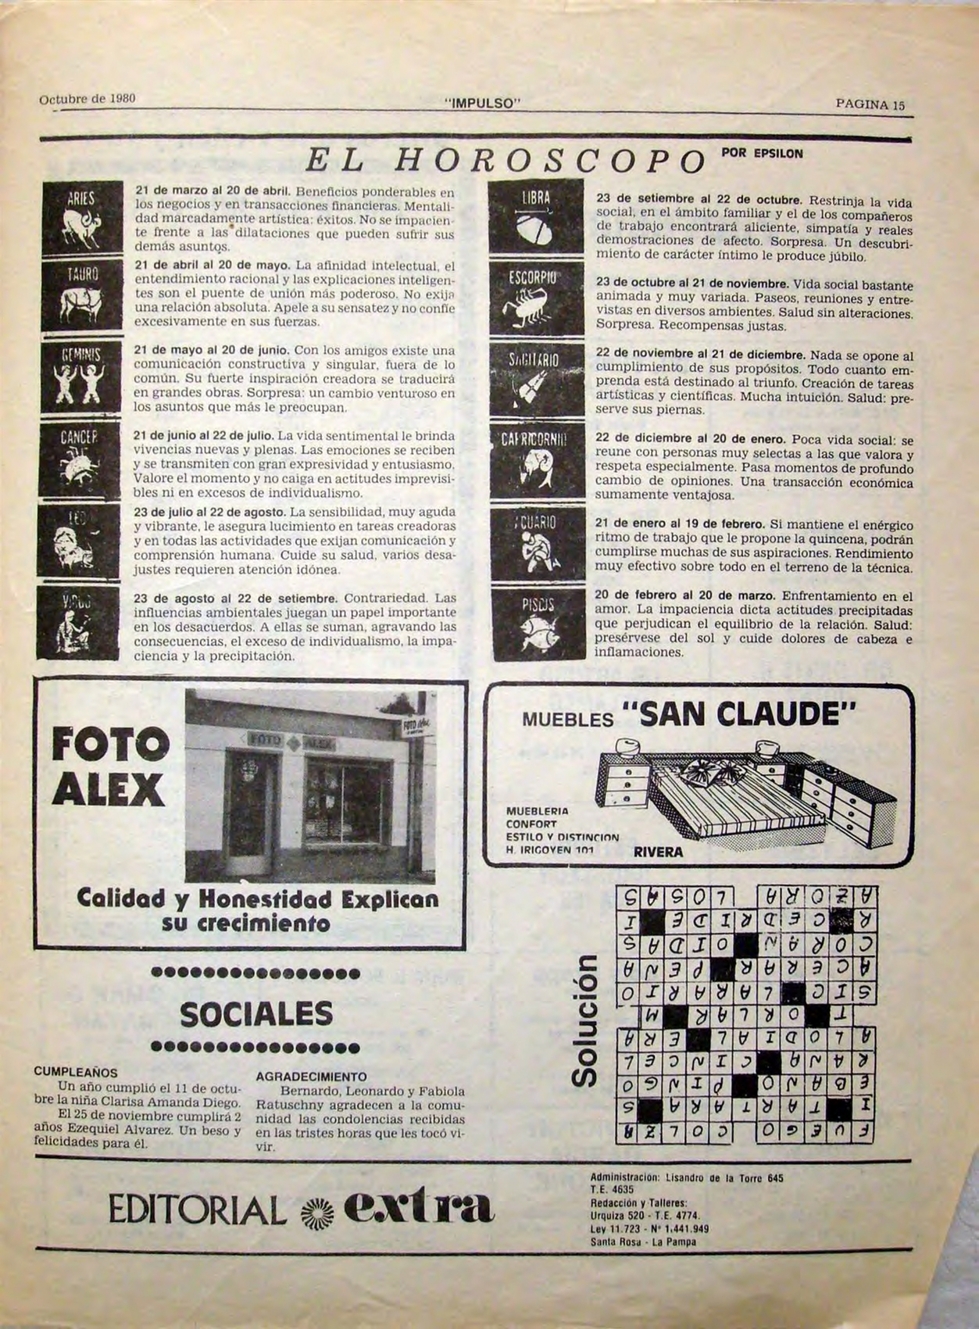 Octubre de 1980
"IMPULSO"
PAGINA 15
EL HOROSCOPO POR EPSILON
ARIES
21 de marzo al 20 de abril. Beneficios ponderables en
los negocios y en transacciones financieras. Mentali-
dad marcadamente artística: éxitos. No se impacien-
te frente a las dilataciones que pueden sufrir sus
demás asuntos.
TAURO
21 de abril al 20 de mayo. La afinidad intelectual, el
entendimiento racional y las explicaciones inteligen-
tes son el puente de unión más poderoso. No exija
una relación absoluta. Apele a su sensatez y no confíe
excesivamente en sus fuerzas.
GEMINIS
21 de mayo al 20 de junio. Con los amigos existe una
comunicación constructiva y singular, fuera de lo
común. Su fuerte inspiración creadora se traducirá
en grandes obras. Sorpresa: un cambio venturoso en
los asuntos que más le preocupan.
CANCER
21 de junio al 22 de julio. La vida sentimental le brinda
vivencias nuevas y plenas. Las emociones se reciben
y se transmiten con gran expresividad y entusiasmo.
Valore el momento y no caiga en actitudes imprevisi-
bles ni en excesos de individualismo.
LEO
23 de julio al 22 de agosto. La sensibilidad, muy aguda
y vibrante, le asegura lucimiento en tareas creadoras
y en todas las actividades que exijan comunicación y
comprensión humana. Cuide su salud, varios desa-
justes requieren atención idónea.
VIRGO
23 de agosto al 22 de setiembre. Contrariedad. Las
influencias ambientales juegan un papel importante
en los desacuerdos. A ellas se suman, agravando las
consecuencias, el exceso de individualismo, la impa-
ciencia y la precipitación.
LIBRA
23 de setiembre al 22 de octubre. Restrinja la vida
social, en el ámbito familiar y el de los compañeros
de trabajo encontrará aliciente, simpatía y reales
demostraciones de afecto. Sorpresa. Un descubri-
miento de carácter íntimo le produce júbilo.
ESCORPIO
23 de octubre al 21 de noviembre. Vida social bastante
animada y muy variada. Paseos, reuniones y entre-
vistas en diversos ambientes. Salud sin alteraciones.
Sorpresa. Recompensas justas.
SAGITARIO
22 de noviembre al 21 de diciembre. Nada se opone al
cumplimiento de sus propósitos. Todo cuanto em-
prenda está destinado al triunfo. Creación de tareas
artísticas y científicas. Mucha intuición. Salud: pre-
serve sus piernas.
CAPRICORNIO
22 de diciembre al 20 de enero. Poca vida social: se
reune con personas muy selectas a las que valora y
respeta especialmente. Pasa momentos de profundo
cambio de opiniones. Una transacción económica
sumamente ventajosa.
ACUARIO
21 de enero al 19 de febrero. Si mantiene el enérgico
ritmo de trabajo que le propone la quincena, podrán
cumplirse muchas de sus aspiraciones. Rendimiento
muy efectivo sobre todo en el terreno de la técnica.
PISCIS
20 de febrero al 20 de marzo. Enfrentamiento en el
amor. La impaciencia dicta actitudes precipitadas
que perjudican el equilibrio de la relación. Salud:
presérvese del sol y cuide dolores de cabeza e
inflamaciones.
FOTO
ALEX
FOTO ALEX
Calidad y Honestidad Explican
su crecimiento
MUEBLES "SAN CLAUDE"
MUEBLERIA
CONFORT
ESTILO Y DISTINCION
H. IRIGOYEN 101
RIVERA
SOCIALES
CUMPLEAÑOS
Un año cumplió el 11 de octu-
bre la niña Clarisa Amanda Diego.
El 25 de noviembre cumplirá 2
años Ezequiel Alvarez. Un beso y
felicidades para él.
AGRADECIMIENTO
Bernardo, Leonardo y Fabiola
Ratuschny agradecen a la comu-
nidad las condolencias recibidas
en las tristes horas que les tocó vi-
vir.
Solución
EDITORIAL extra
Administración: Lisandro de la Torre 645
T.E. 4635
Redacción y Talleres:
Urquiza 520 - T.E. 4774.
Ley 11.723 - N° 1.441.949
Santa Rosa - La Pampa